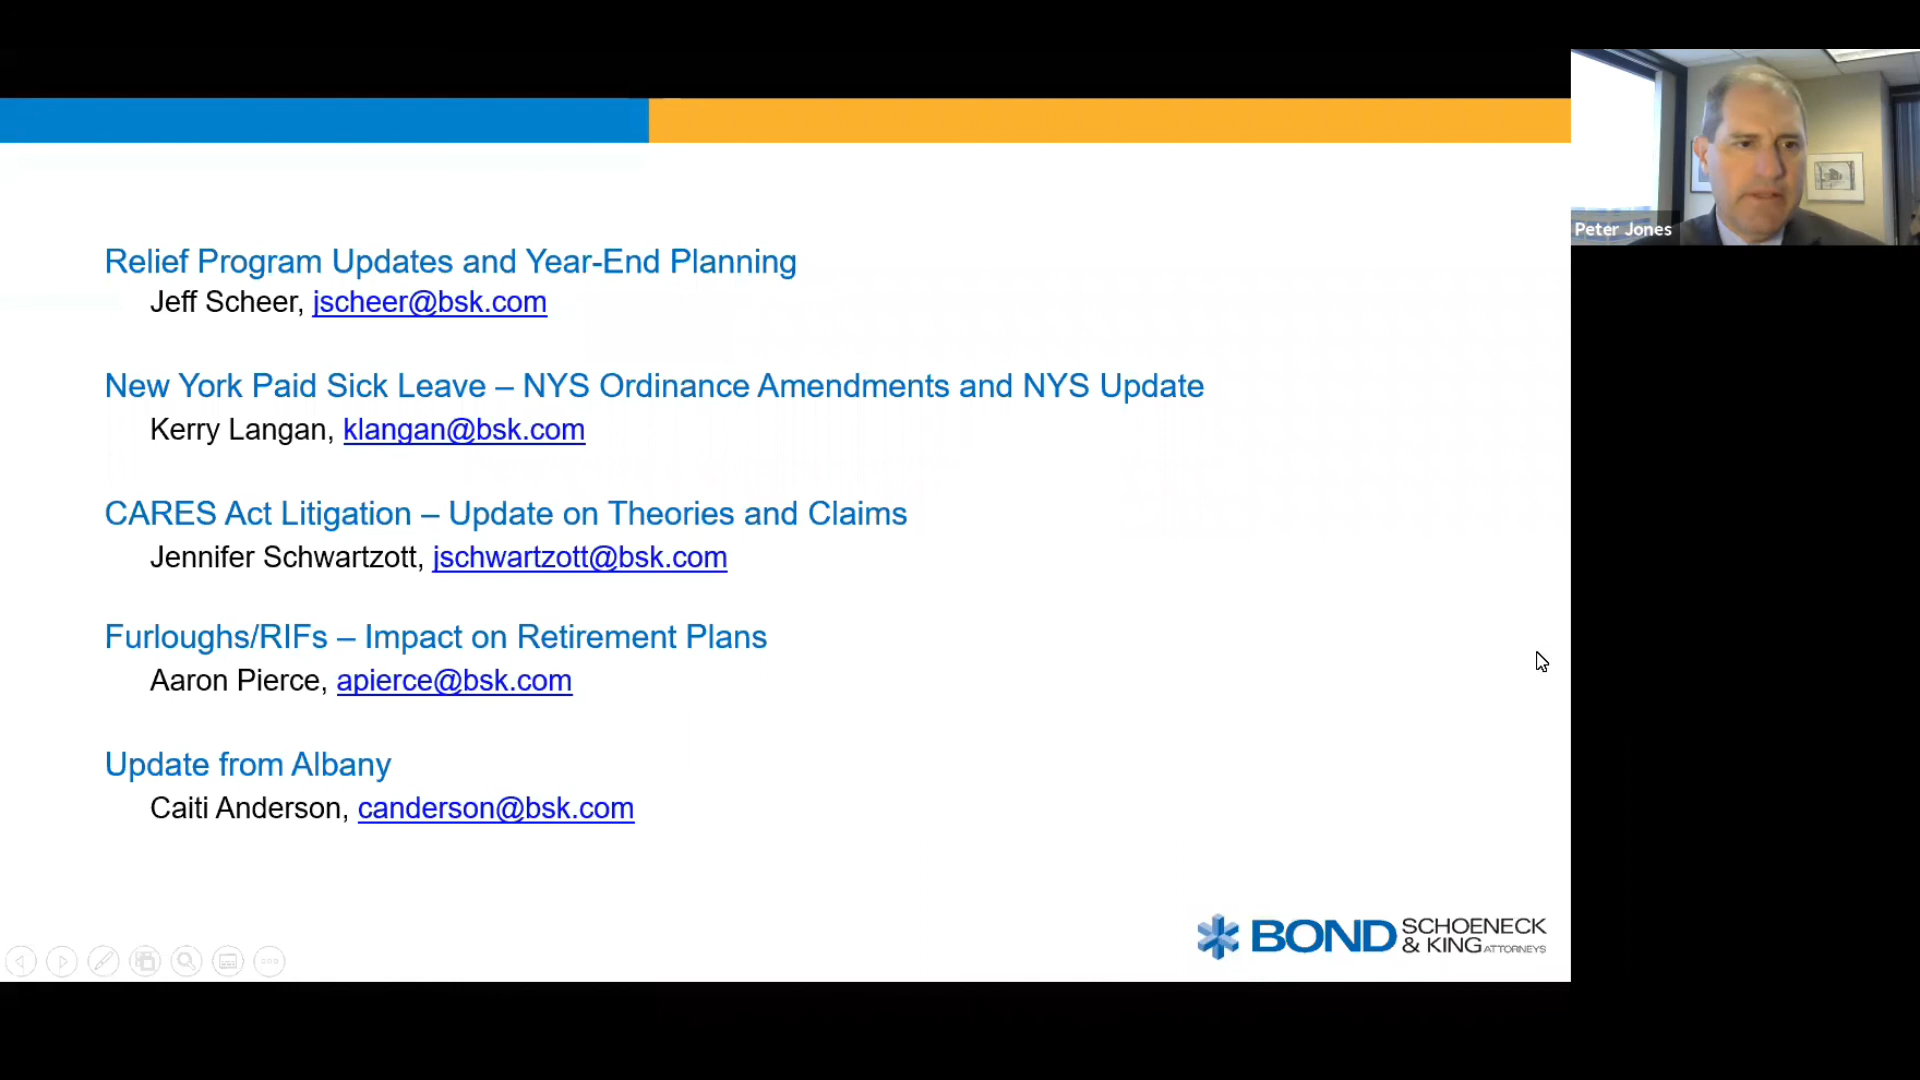 Peter Jones
Relief Program Updates and Year-End Planning
Jeff Scheer, jscheer@bsk.com
New York Paid Sick Leave – NYS Ordinance Amendments and NYS Update
Kerry Langan, klangan@bsk.com
CARES Act Litigation – Update on Theories and Claims
Jennifer Schwartzott, jschwartzott@bsk.com
Furloughs/RIFs – Impact on Retirement Plans
Aaron Pierce, apierce@bsk.com
Update from Albany
Caiti Anderson, canderson@bsk.com
BOND SCHOENECK
& KING ATTORNEYS